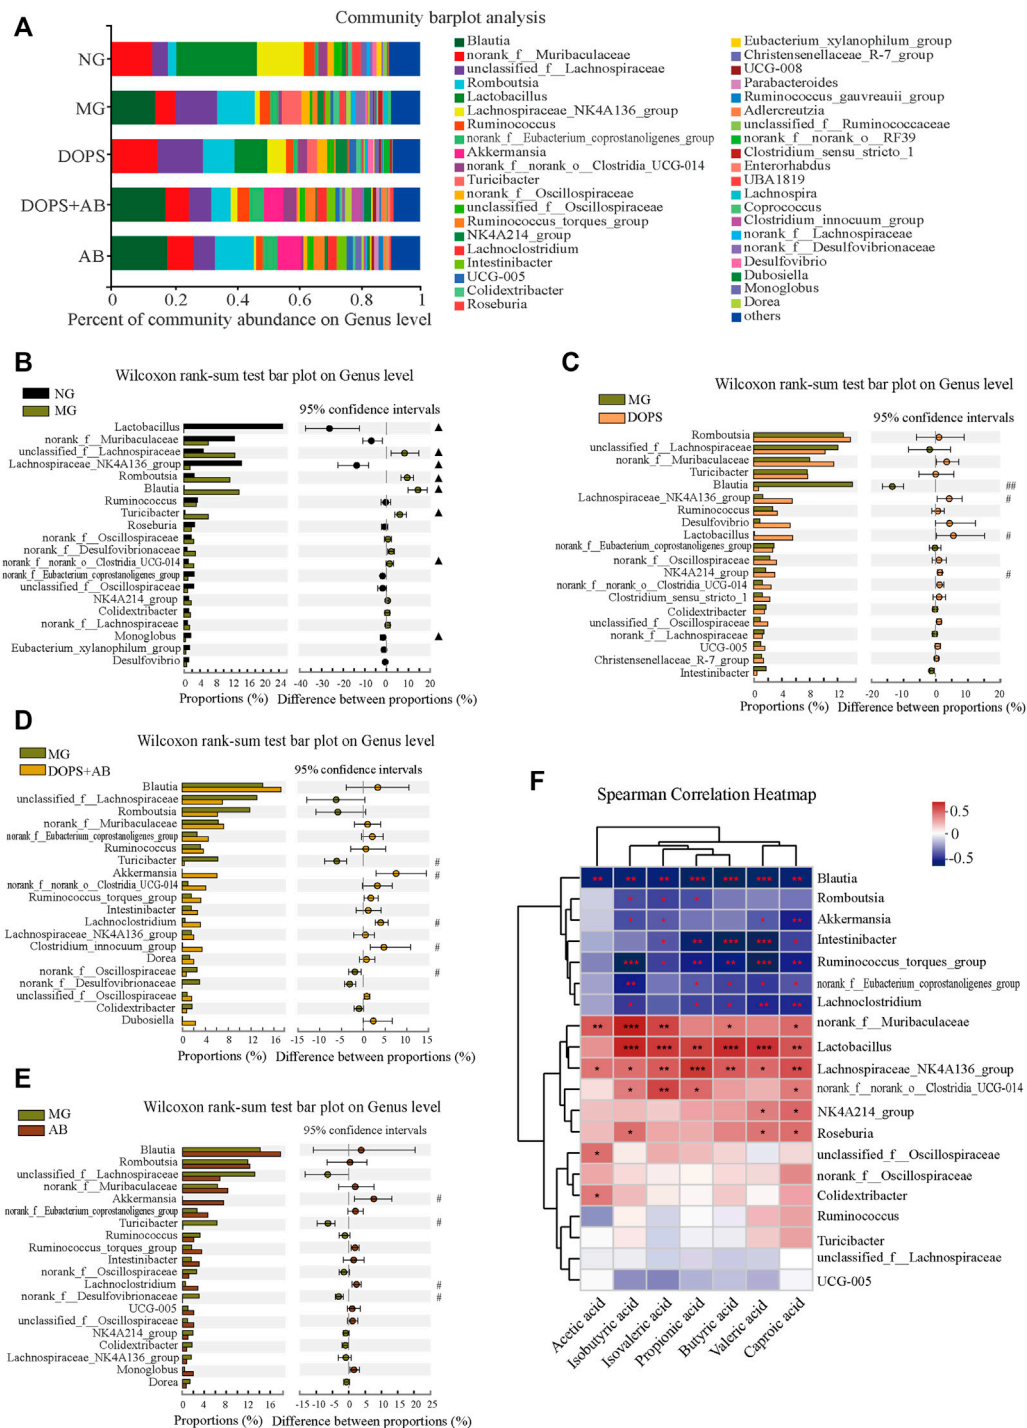 A
Community barplot analysis
NG
MG
DOPS
DOPS+AB
AB
0 0.2 0.4 0.6 0.8 1
Percent of community abundance on Genus level
Blautia
norank_f__Muribaculaceae
unclassified_f__Lachnospiraceae
Romboutsia
Lactobacillus
Lachnospiraceae_NK4A136_group
Ruminococcus
norank_f__Eubacterium_coprostanoligenes_group
Akkermansia
norank_f__norank_o__Clostridia_UCG-014
Turicibacter
norank_f__Oscillospiraceae
unclassified_f__Oscillospiraceae
Ruminococcus_torques_group
NK4A214_group
Lachnoclostridium
Intestinibacter
UCG-005
Colidextribacter
Roseburia
Eubacterium_xylanophilum_group
Christensenellaceae_R-7_group
UCG-008
Parabacteroides
Ruminococcus_gauvreauii_group
Adlercreutzia
unclassified_f__Ruminococcaceae
norank_f__norank_o__RF39
Clostridium_sensu_stricto_1
Enterorhabdus
UBA1819
Lachnospira
Coprococcus
Clostridium_innocuum_group
norank_f__Lachnospiraceae
norank_f__Desulfovibrionaceae
Desulfovibrio
Dubosiella
Monoglobus
Dorea
others
B
Wilcoxon rank-sum test bar plot on Genus level
NG
MG
95% confidence intervals
Lactobacillus ▲
norank_f__Muribaculaceae
unclassified_f__Lachnospiraceae ▲
Lachnospiraceae_NK4A136_group ▲
Romboutsia ▲
Blautia ▲
Ruminococcus
Turicibacter ▲
Roseburia
norank_f__Oscillospiraceae
norank_f__Desulfovibrionaceae
norank_f__norank_o__Clostridia_UCG-014 ▲
norank_f__Eubacterium_coprostanoligenes_group
unclassified_f__Oscillospiraceae
NK4A214_group
Colidextribacter
norank_f__Lachnospiraceae
Monoglobus ▲
Eubacterium_xylanophilum_group
Desulfovibrio
0 4 8 12 16 20 24 -40 -30 -20 -10 0 10 20 %
Proportions (%) Difference between proportions (%)
C
Wilcoxon rank-sum test bar plot on Genus level
MG
DOPS
95% confidence intervals
Romboutsia
unclassified_f__Lachnospiraceae
norank_f__Muribaculaceae
Turicibacter
Blautia ##
Lachnospiraceae_NK4A136_group #
Ruminococcus
Desulfovibrio
Lactobacillus #
norank_f__Eubacterium_coprostanoligenes_group
norank_f__Oscillospiraceae
NK4A214_group #
norank_f__norank_o__Clostridia_UCG-014
Clostridium_sensu_stricto_1
Colidextribacter
unclassified_f__Oscillospiraceae
norank_f__Lachnospiraceae
UCG-005
Christensenellaceae_R-7_group
Intestinibacter
0 4 8 12 -20 -10 0 10 20 %
Proportions (%) Difference between proportions (%)
D
Wilcoxon rank-sum test bar plot on Genus level
MG
DOPS+AB
95% confidence intervals
Blautia
unclassified_f__Lachnospiraceae
Romboutsia
norank_f__Muribaculaceae
norank_f__Eubacterium_coprostanoligenes_group
Ruminococcus
Turicibacter #
Akkermansia #
norank_f__norank_o__Clostridia_UCG-014
Ruminococcus_torques_group
Intestinibacter
Lachnoclostridium #
Lachnospiraceae_NK4A136_group
Clostridium_innocuum_group #
Dorea
norank_f__Oscillospiraceae #
norank_f__Desulfovibrionaceae
unclassified_f__Oscillospiraceae
Colidextribacter
Dubosiella
0 4 8 12 16 -15 -10 -5 0 5 10 15 %
Proportions (%) Difference between proportions (%)
E
Wilcoxon rank-sum test bar plot on Genus level
MG
AB
95% confidence intervals
Blautia
Romboutsia
unclassified_f__Lachnospiraceae
norank_f__Muribaculaceae
Akkermansia #
norank_f__Eubacterium_coprostanoligenes_group
Turicibacter #
Ruminococcus
Ruminococcus_torques_group
Intestinibacter
norank_f__Oscillospiraceae
Lachnoclostridium #
norank_f__Desulfovibrionaceae #
UCG-005
unclassified_f__Oscillospiraceae
NK4A214_group
Colidextribacter
Lachnospiraceae_NK4A136_group
Monoglobus
Dorea
0 4 8 12 16 -15 -10 -5 0 5 10 15 20 25
Proportions (%) Difference between proportions (%)
F
Spearman Correlation Heatmap
0.5
0
-0.5
Blautia
Romboutsia
Akkermansia
Intestinibacter
Ruminococcus_torques_group
norank_f__Eubacterium_coprostanoligenes_group
Lachnoclostridium
norank_f__Muribaculaceae
Lactobacillus
Lachnospiraceae_NK4A136_group
norank_f__norank_o__Clostridia_UCG-014
NK4A214_group
Roseburia
unclassified_f__Oscillospiraceae
norank_f__Oscillospiraceae
Colidextribacter
Ruminococcus
Turicibacter
unclassified_f__Lachnospiraceae
UCG-005
Acetic acid
Isobutyric acid
Isovaleric acid
Propionic acid
Butyric acid
Valeric acid
Caproic acid